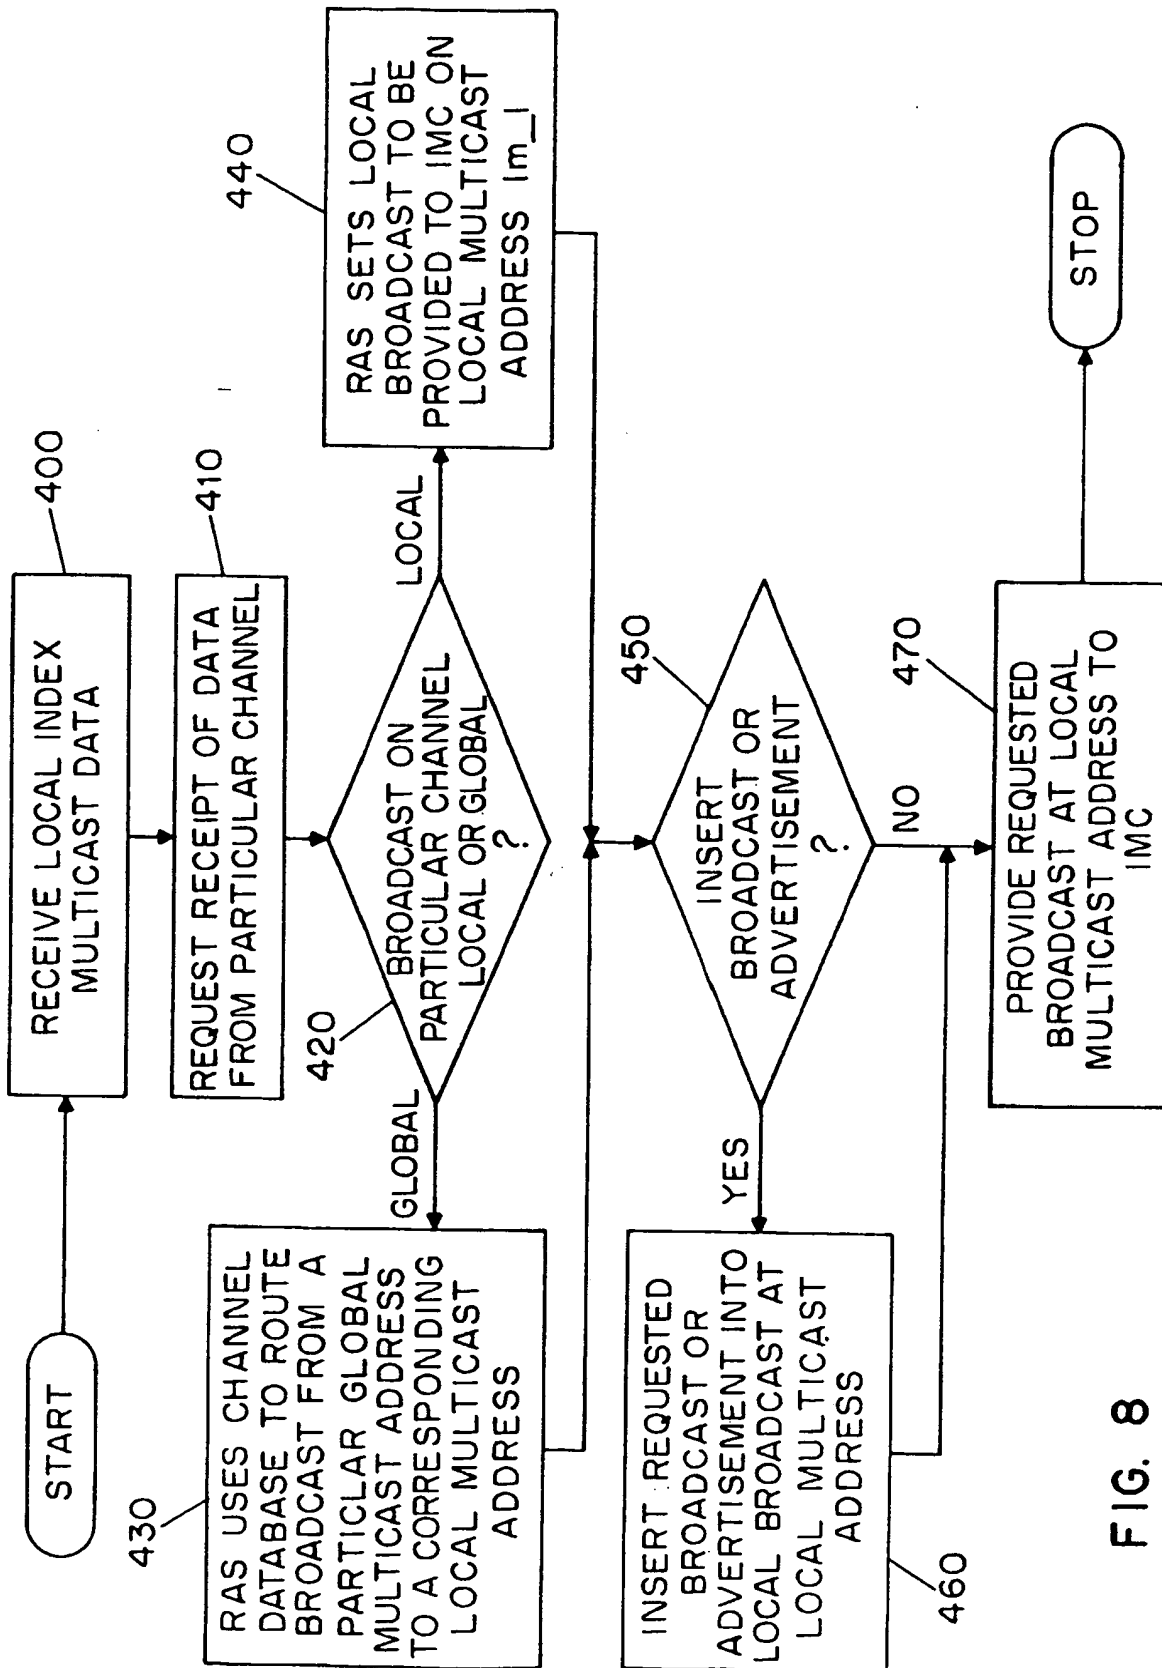 START
RECEIVE LOCAL INDEX
MULTICAST DATA
400
REQUEST RECEIPT OF DATA
FROM PARTICULAR CHANNEL
410
BROADCAST ON
PARTICULAR CHANNEL
LOCAL OR GLOBAL
?
420
GLOBAL
LOCAL
RAS USES CHANNEL
DATABASE TO ROUTE
BROADCAST FROM A
PARTICLAR GLOBAL
MULTICAST ADDRESS
TO A CORRESPONDING
LOCAL MULTICAST
ADDRESS
430
RAS SETS LOCAL
BROADCAST TO BE
PROVIDED TO IMC ON
LOCAL MULTICAST
ADDRESS lm_l
440
INSERT
BROADCAST OR
ADVERTISEMENT
?
450
YES
NO
INSERT REQUESTED
BROADCAST OR
ADVERTISEMENT INTO
LOCAL BROADCAST AT
LOCAL MULTICAST
ADDRESS
460
PROVIDE REQUESTED
BROADCAST AT LOCAL
MULTICAST ADDRESS TO
IMC
470
STOP
FIG. 8